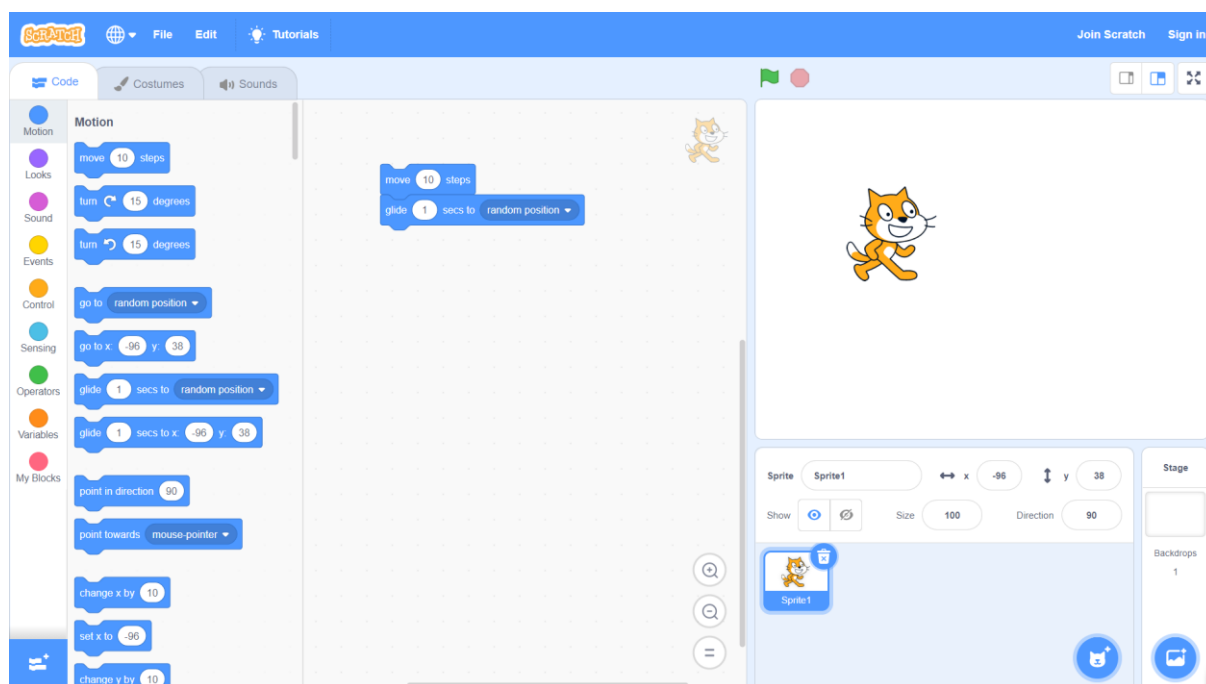 SCRATCH File Edit Tutorials Join Scratch Sign in
Code Costumes Sounds
Motion
Looks
Sound
Events
Control
Sensing
Operators
Variables
My Blocks
Motion
move 10 steps
turn 15 degrees
turn 15 degrees
go to random position
go to x: -96 y: 38
glide 1 secs to random position
glide 1 secs to x: -96 y: 38
point in direction 90
point towards mouse-pointer
change x by 10
set x to -96
change y by 10
move 10 steps
glide 1 secs to random position
Sprite Sprite1 x -96 y 38
Show Size 100 Direction 90
Sprite1
Stage
Backdrops
1